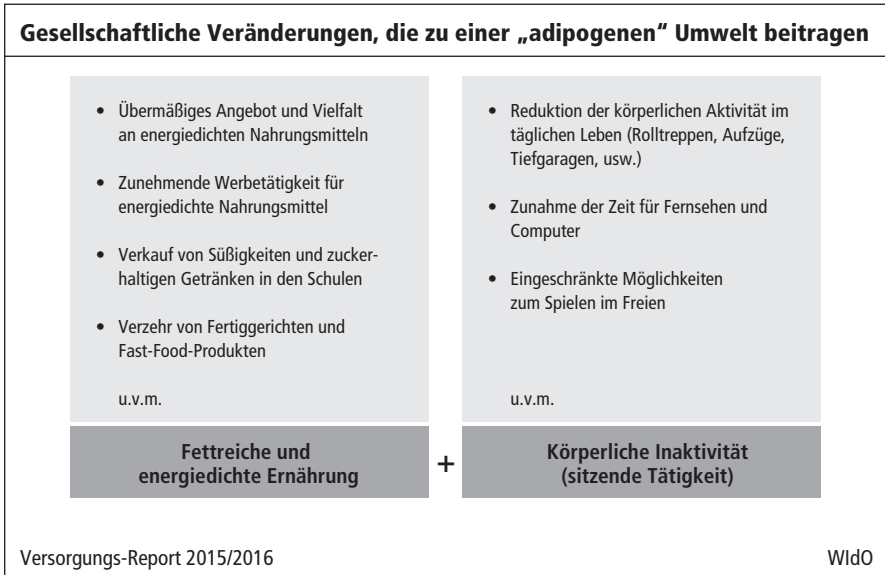 Gesellschaftliche Veränderungen, die zu einer „adipogenen“ Umwelt beitragen
• Übermäßiges Angebot und Vielfalt
an energiedichten Nahrungsmitteln
• Zunehmende Werbetätigkeit für
energiedichte Nahrungsmittel
• Verkauf von Süßigkeiten und zucker-
haltigen Getränken in den Schulen
• Verzehr von Fertiggerichten und
Fast-Food-Produkten
u.v.m.
Fettreiche und
energiedichte Ernährung
+
• Reduktion der körperlichen Aktivität im
täglichen Leben (Rolltreppen, Aufzüge,
Tiefgaragen, usw.)
• Zunahme der Zeit für Fernsehen und
Computer
• Eingeschränkte Möglichkeiten
zum Spielen im Freien
u.v.m.
Körperliche Inaktivität
(sitzende Tätigkeit)
Versorgungs-Report 2015/2016
WIdO